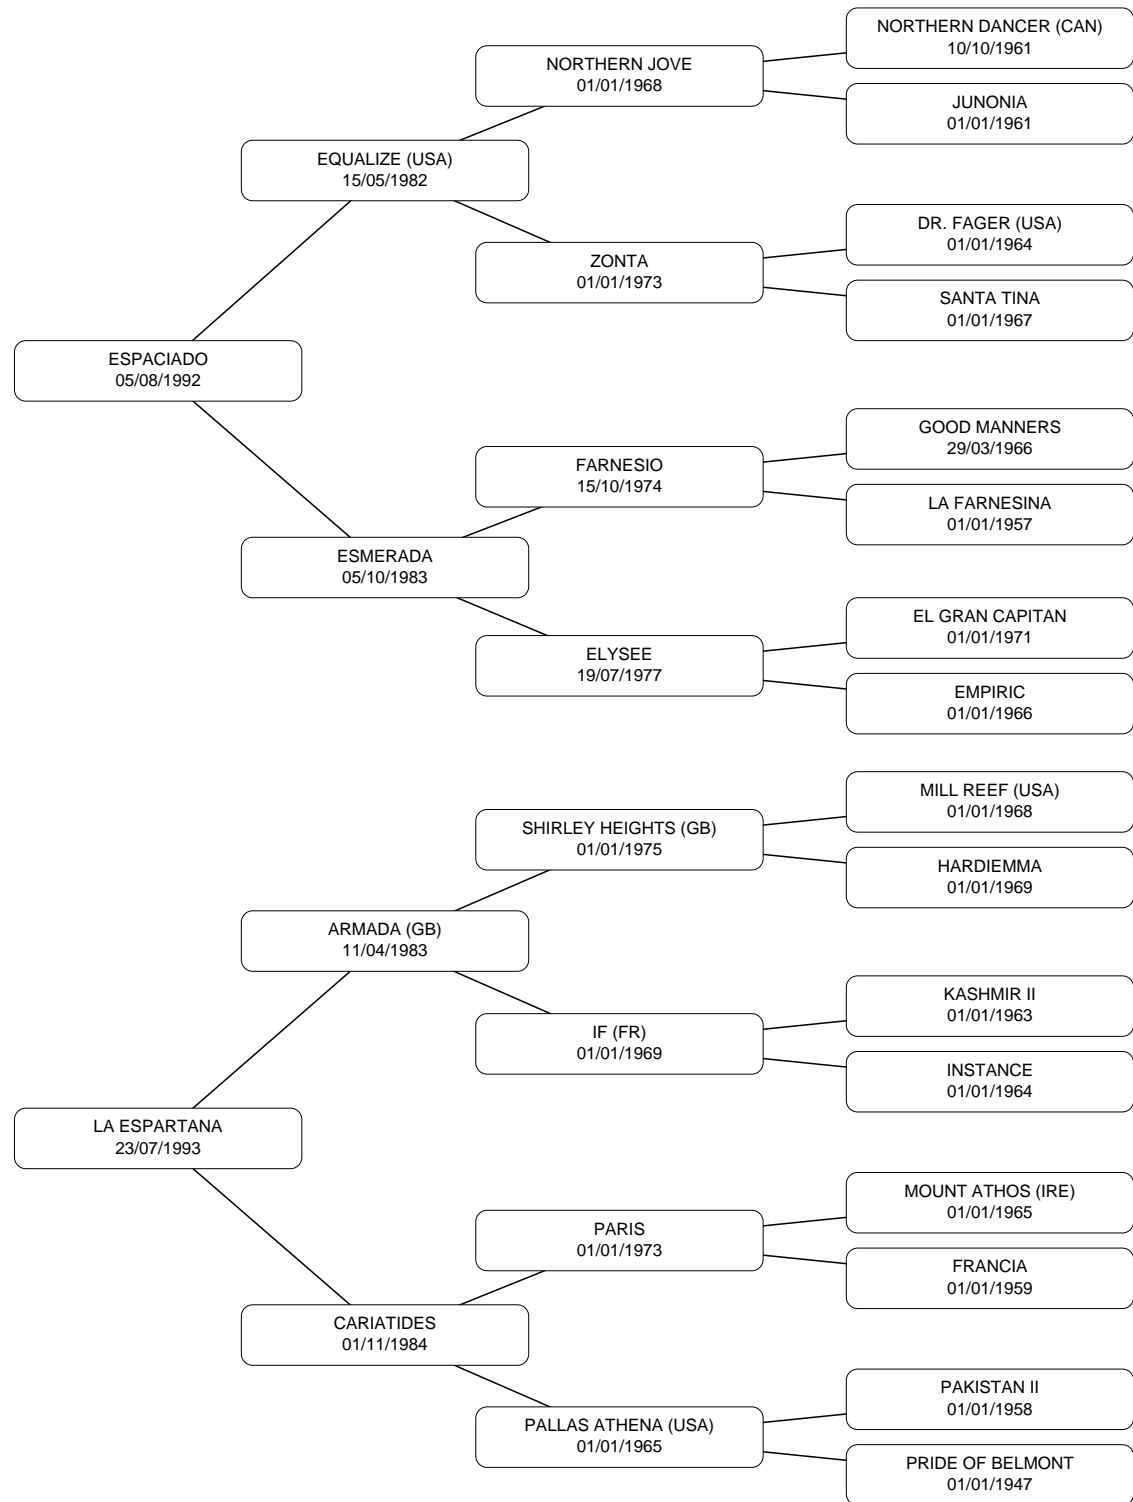 NORTHERN DANCER (CAN)
10/10/1961
NORTHERN JOVE
01/01/1968
JUNONIA
01/01/1961
EQUALIZE (USA)
15/05/1982
DR. FAGER (USA)
01/01/1964
ZONTA
01/01/1973
SANTA TINA
01/01/1967
ESPACIADO
05/08/1992
GOOD MANNERS
29/03/1966
FARNESIO
15/10/1974
LA FARNESINA
01/01/1957
ESMERADA
05/10/1983
EL GRAN CAPITAN
01/01/1971
ELYSEE
19/07/1977
EMPIRIC
01/01/1966
MILL REEF (USA)
01/01/1968
SHIRLEY HEIGHTS (GB)
01/01/1975
HARDIEMMA
01/01/1969
ARMADA (GB)
11/04/1983
KASHMIR II
01/01/1963
IF (FR)
01/01/1969
INSTANCE
01/01/1964
LA ESPARTANA
23/07/1993
MOUNT ATHOS (IRE)
01/01/1965
PARIS
01/01/1973
FRANCIA
01/01/1959
CARIATIDES
01/11/1984
PAKISTAN II
01/01/1958
PALLAS ATHENA (USA)
01/01/1965
PRIDE OF BELMONT
01/01/1947